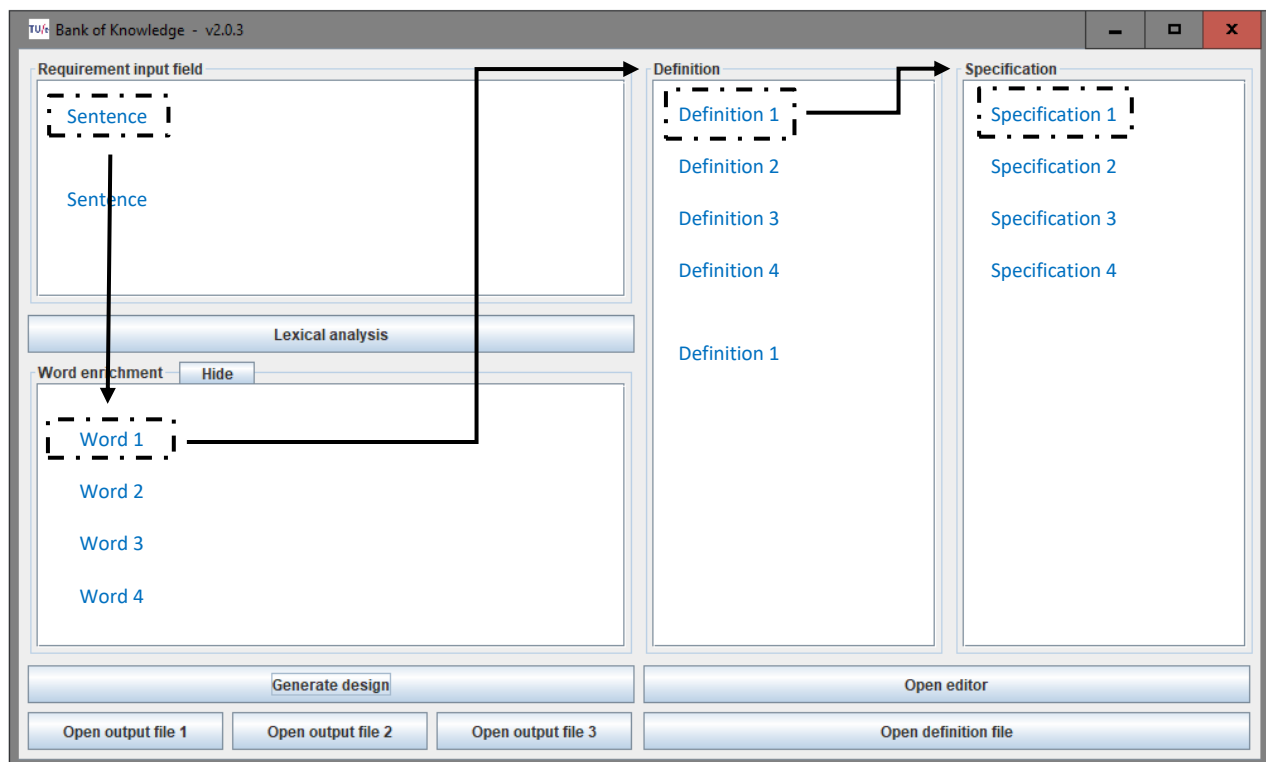 TU/e Bank of Knowledge - v2.0.3
Requirement input field
Sentence
Sentence
Lexical analysis
Word enrichment Hide
Word 1
Word 2
Word 3
Word 4
Generate design
Open output file 1 Open output file 2 Open output file 3
Definition
Definition 1
Definition 2
Definition 3
Definition 4
Definition 1
Specification
Specification 1
Specification 2
Specification 3
Specification 4
Open editor
Open definition file